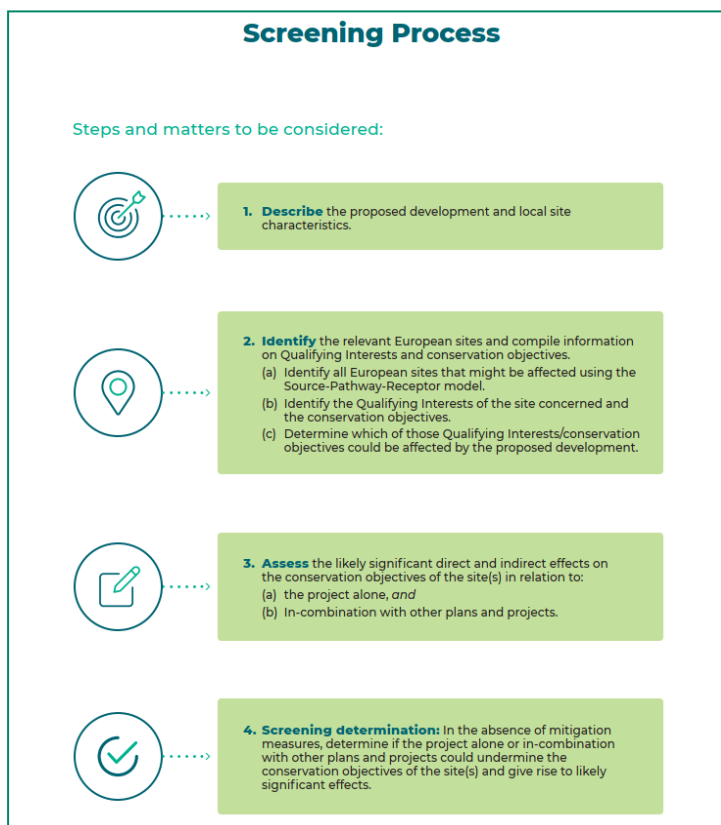 Screening Process
Steps and matters to be considered:
1. Describe the proposed development and local site
characteristics.
2. Identify the relevant European sites and compile information
on Qualifying Interests and conservation objectives.
(a) Identify all European sites that might be affected using the
Source-Pathway-Receptor model.
(b) Identify the Qualifying Interests of the site concerned and
the conservation objectives.
(c) Determine which of those Qualifying Interests/conservation
objectives could be affected by the proposed development.
3. Assess the likely significant direct and indirect effects on
the conservation objectives of the site(s) in relation to:
(a) the project alone, and
(b) In-combination with other plans and projects.
4. Screening determination: In the absence of mitigation
measures, determine if the project alone or in-combination
with other plans and projects could undermine the
conservation objectives of the site(s) and give rise to likely
significant effects.